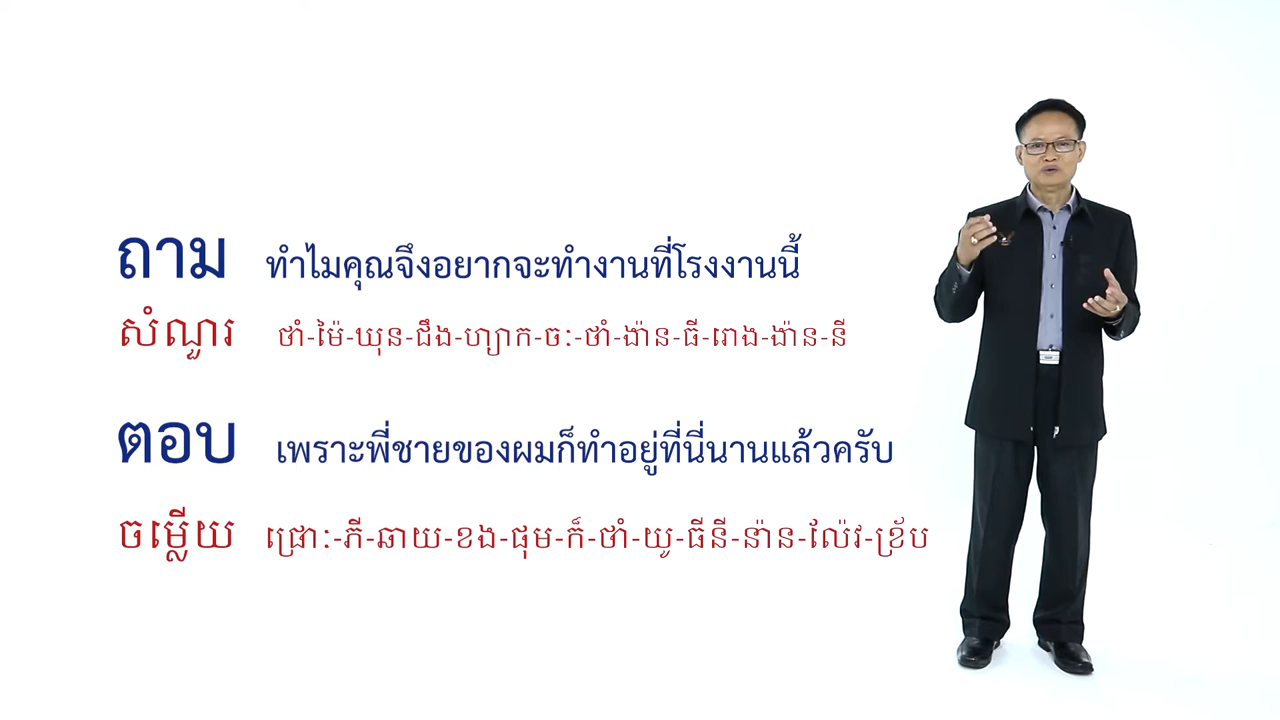 ถาม ทำไมคุณจึงอยากจะทำงานที่โรงงานนี้
សំណួរ ថាំ-ម៉ៃ-ឃុន-ជឹង-ហ្យាក-ចៈ-ថាំ-ង៉ាន-ធី-រោង-ង៉ាន-នី
ตอบ เพราะพี่ชายของผมก็ทำอยู่ที่นี่นานแล้วครับ
ចម្លើយ ផ្រោៈ-ភី-ឆាយ-ខង-ផុម-ក៏-ថាំ-យូ-ធីនី-ន៉ាន-ល៉ែវ-ខ្រ័ប